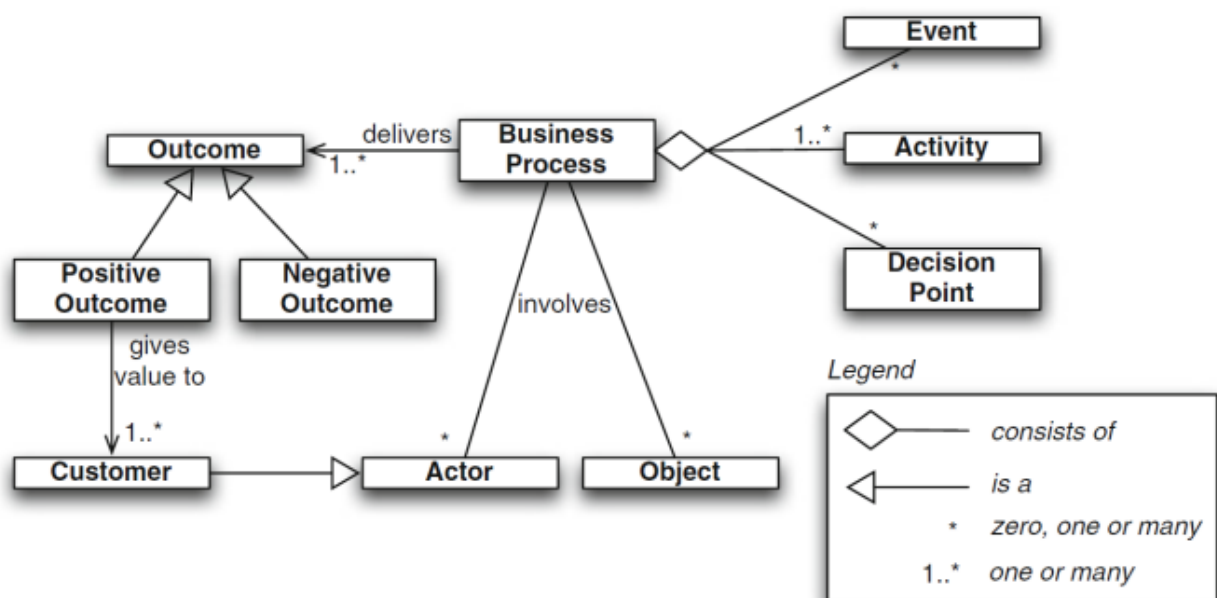 Event
*
delivers
Business
Process
1..*
Activity
Outcome
1..*
*
Positive
Outcome
Negative
Outcome
Decision
Point
involves
gives
value to
Legend
1..*
*
*
consists of
Customer
Actor
Object
is a
* zero, one or many
1..* one or many